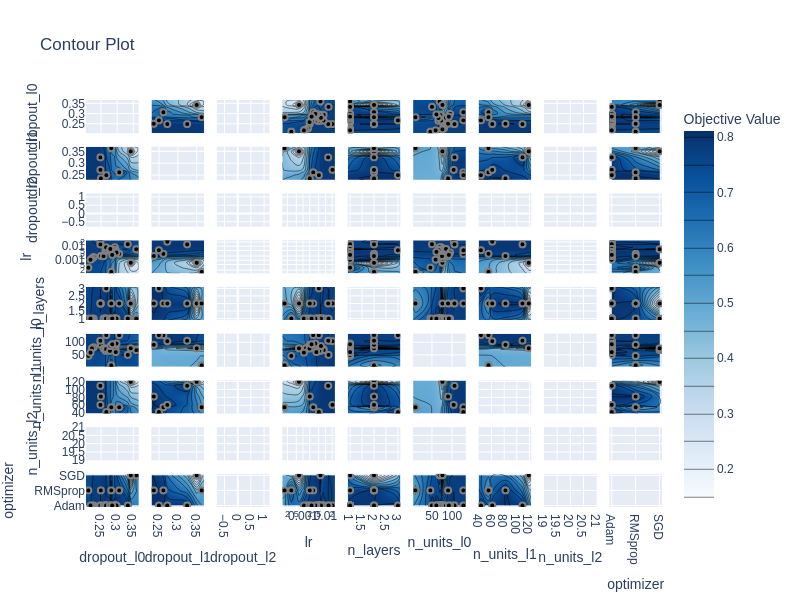 Contour Plot
Objective Value
0.8
0.7
0.6
0.5
0.4
0.3
0.2
dropout_l0
0.35
0.3
0.25
dropout_l1
0.35
0.3
0.25
dropout_l2
1
0.5
0
−0.5
lr
0.01
0.001
n_layers
3
2.5
2
1.5
1
n_units_l0
100
50
n_units_l1
120
100
80
60
40
n_units_l2
21
20.5
20
19.5
19
optimizer
SGD
RMSprop
Adam
0.25 0.3 0.35
0.25 0.3 0.35
−0.5 0 0.5 1
0.001 0.01
1 1.5 2 2.5 3
50 100
40 60 80 100 120
19 19.5 20 20.5 21
Adam RMSprop SGD
dropout_l0 dropout_l1 dropout_l2 lr n_layers n_units_l0 n_units_l1 n_units_l2 optimizer